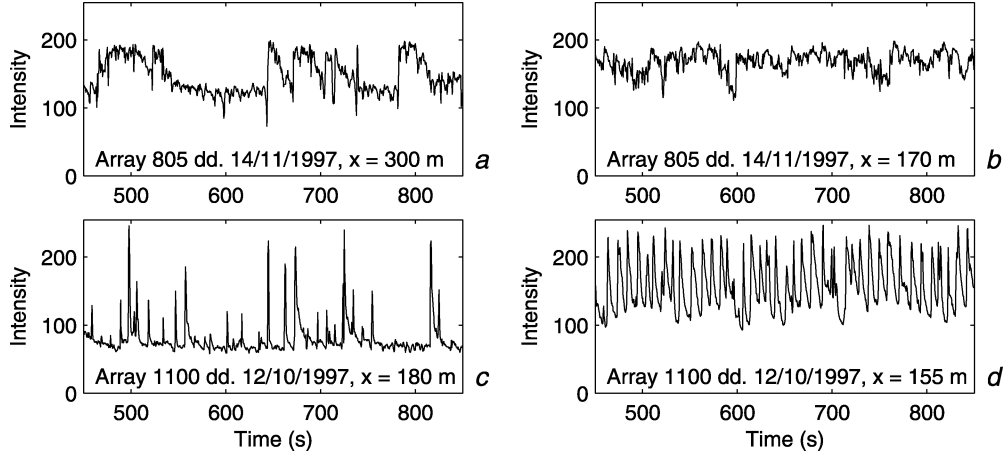 Intensity
200
100
0
500
600
700
800
Array 805 dd. 14/11/1997, x = 300 m
a
Intensity
200
100
0
500
600
700
800
Array 805 dd. 14/11/1997, x = 170 m
b
Intensity
200
100
0
500
600
700
800
Array 1100 dd. 12/10/1997, x = 180 m
c
Time (s)
Intensity
200
100
0
500
600
700
800
Array 1100 dd. 12/10/1997, x = 155 m
d
Time (s)